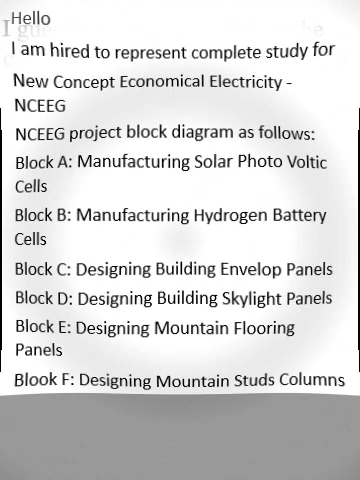 Hello
I am hired to represent complete study for
New Concept Economical Electricity -
NCEEG
NCEEG project block diagram as follows:
Block A: Manufacturing Solar Photo Voltic
Cells
Block B: Manufacturing Hydrogen Battery
Cells
Block C: Designing Building Envelop Panels
Block D: Designing Building Skylight Panels
Block E: Designing Mountain Flooring
Panels
Blook F: Designing Mountain Studs Columns